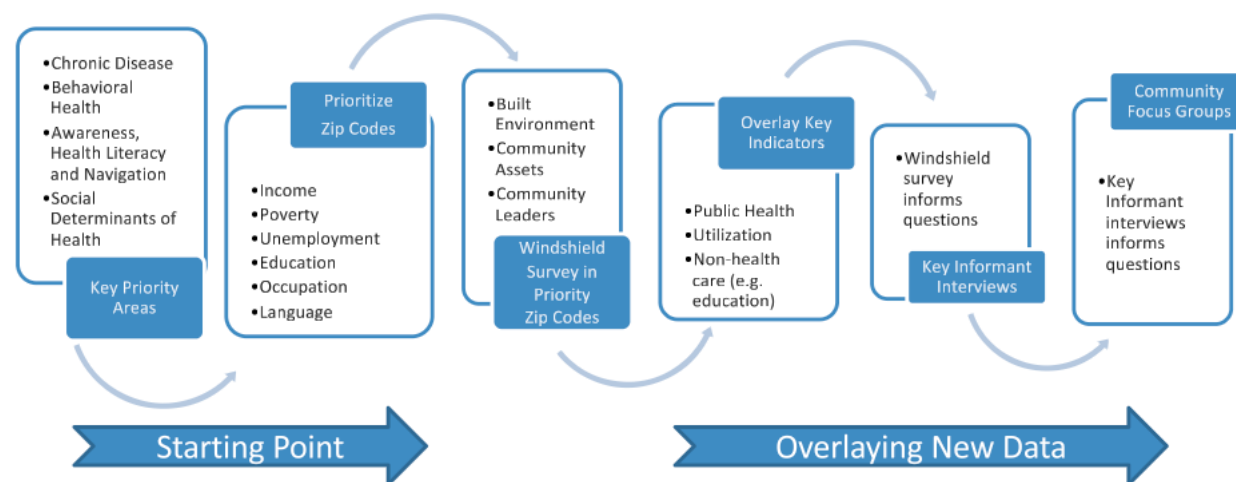 •Chronic Disease
•Behavioral
Health
•Awareness,
Health Literacy
and Navigation
•Social
Determinants of
Health
Key Priority
Areas
Prioritize
Zip Codes
•Income
•Poverty
•Unemployment
•Education
•Occupation
•Language
•Built
Environment
•Community
Assets
•Community
Leaders
Windshield
Survey in
Priority
Zip Codes
Overlay Key
Indicators
•Public Health
•Utilization
•Non-health
care (e.g.
education)
•Windshield
survey
informs
questions
Key Informant
Interviews
Community
Focus Groups
•Key
Informant
interviews
informs
questions
Starting Point
Overlaying New Data